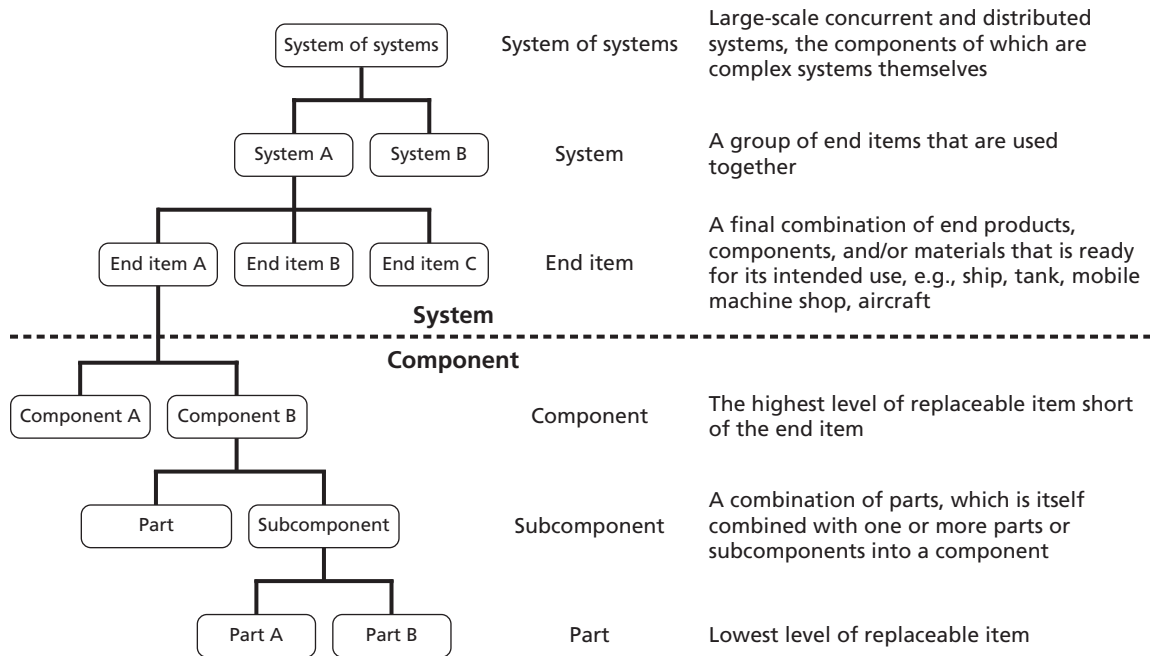 System of systems
System of systems
Large-scale concurrent and distributed
systems, the components of which are
complex systems themselves
System A
System B
System
A group of end items that are used
together
End item A
End item B
End item C
End item
A final combination of end products,
components, and/or materials that is ready
for its intended use, e.g., ship, tank, mobile
machine shop, aircraft
System
Component
Component A
Component B
Component
The highest level of replaceable item short
of the end item
Part
Subcomponent
Subcomponent
A combination of parts, which is itself
combined with one or more parts or
subcomponents into a component
Part A
Part B
Part
Lowest level of replaceable item